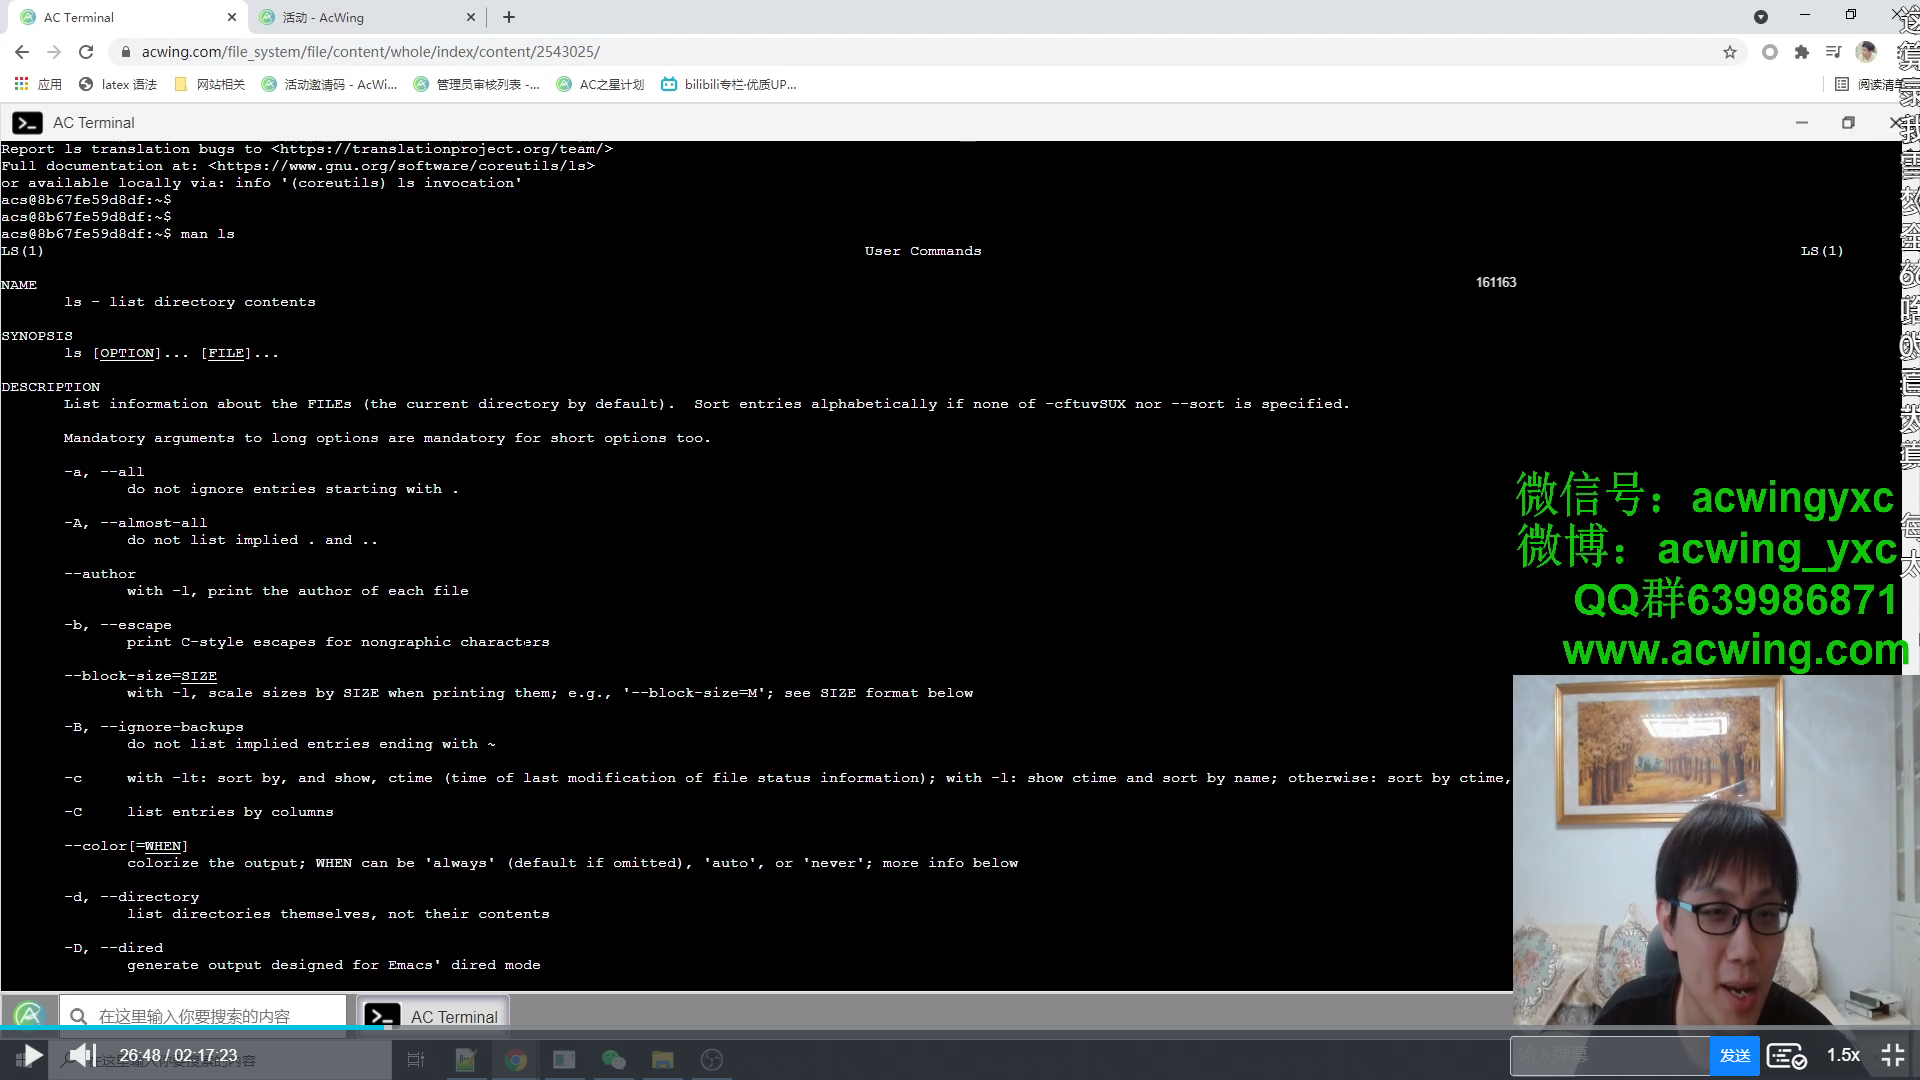 AC Terminal
活动 - AcWing
acwing.com/file_system/file/content/whole/index/content/2543025/
应用
latex 语法
网站相关
活动邀请码 - AcWi...
管理员审核列表 -...
AC之星计划
bilibili专栏-优质UP...
阅读清单
AC Terminal
Report ls translation bugs to <https://translationproject.org/team/>
Full documentation at: <https://www.gnu.org/software/coreutils/ls>
or available locally via: info '(coreutils) ls invocation'
acs@8b67fe59d8df:~$
acs@8b67fe59d8df:~$
acs@8b67fe59d8df:~$ man ls
LS(1) User Commands LS(1)
NAME
161163
ls - list directory contents
SYNOPSIS
ls [OPTION]... [FILE]...
DESCRIPTION
List information about the FILEs (the current directory by default). Sort entries alphabetically if none of -cftuvSUX nor --sort is specified.
Mandatory arguments to long options are mandatory for short options too.
-a, --all
do not ignore entries starting with .
-A, --almost-all
do not list implied . and ..
--author
with -l, print the author of each file
-b, --escape
print C-style escapes for nongraphic characters
--block-size=SIZE
with -l, scale sizes by SIZE when printing them; e.g., '--block-size=M'; see SIZE format below
-B, --ignore-backups
do not list implied entries ending with ~
-c with -lt: sort by, and show, ctime (time of last modification of file status information); with -l: show ctime and sort by name; otherwise: sort by ctime,
-C list entries by columns
--color[=WHEN]
colorize the output; WHEN can be 'always' (default if omitted), 'auto', or 'never'; more info below
-d, --directory
list directories themselves, not their contents
-D, --dired
generate output designed for Emacs' dired mode
微信号：acwingyxc
微博：acwing_yxc
QQ群639986871
www.acwing.com
在这里输入你要搜索的内容
AC Terminal
26:48 / 02:17:23
在这里输入你要搜索的内容
输入弹幕
发送
1.5x